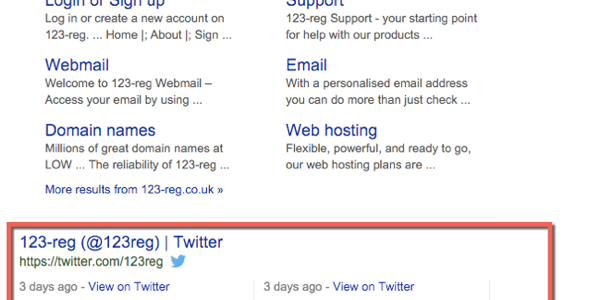 Login or Sign up
Log in or create a new account on
123-reg. ... Home |; About |; Sign ...
Support
123-reg Support - your starting point
for help with our products ...
Webmail
Welcome to 123-reg Webmail –
Access your email by using ...
Email
With a personalised email address
you can do more than just check ...
Domain names
Millions of great domain names at
LOW ... The reliability of 123-reg ...
Web hosting
Flexible, powerful, and ready to go,
our web hosting plans are ...
More results from 123-reg.co.uk »
123-reg (@123reg) | Twitter
https://twitter.com/123reg
3 days ago - View on Twitter
3 days ago - View on Twitter